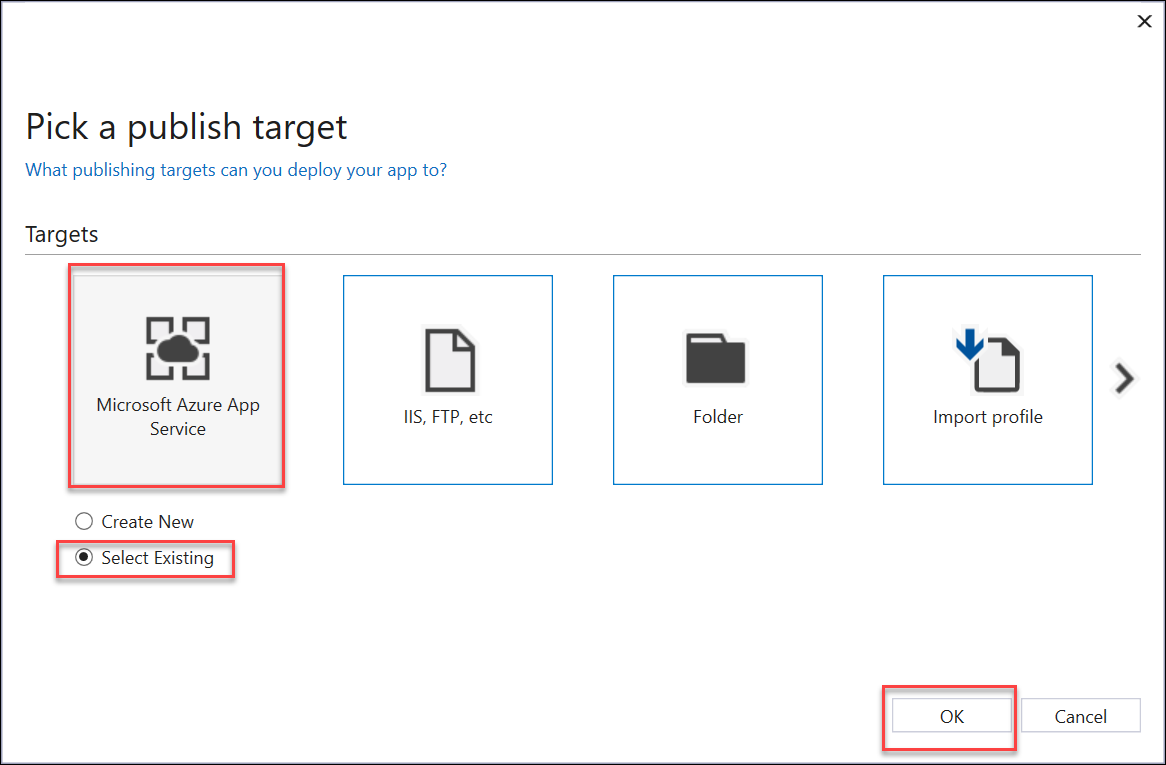 Pick a publish target
What publishing targets can you deploy your app to?
Targets
Microsoft Azure App
Service
IIS, FTP, etc
Folder
Import profile
Create New
Select Existing
OK
Cancel